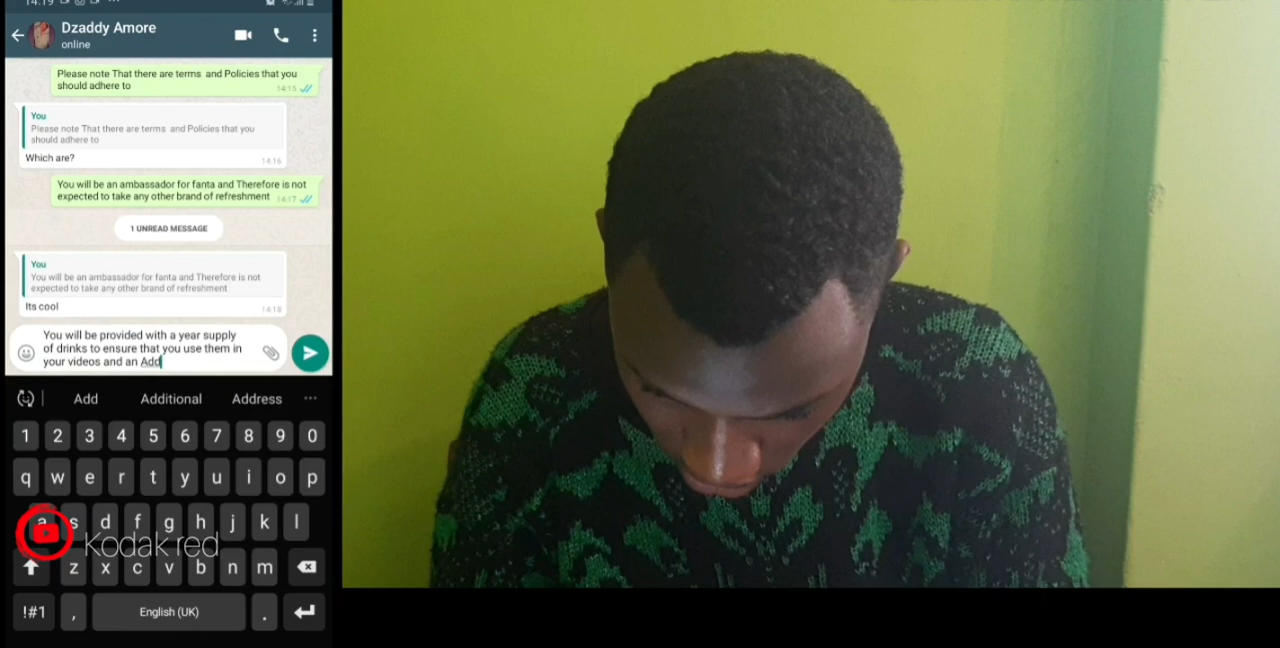 14:19
Dzaddy Amore
online
Please note That there are terms and Policies that you
should adhere to
14:15
You
Please note That there are terms and Policies that you
should adhere to
Which are?
14:16
You will be an ambassador for fanta and Therefore is not
expected to take any other brand of refreshment
14:17
1 UNREAD MESSAGE
You
You will be an ambassador for fanta and Therefore is not
expected to take any other brand of refreshment
Its cool
14:18
You will be provided with a year supply
of drinks to ensure that you use them in
your videos and an Add
Add Additional Address
1 2 3 4 5 6 7 8 9 0
q w e r t y u i o p
a s d f g h j k l
Kodak red
z x c v b n m
!#1 , English (UK) .